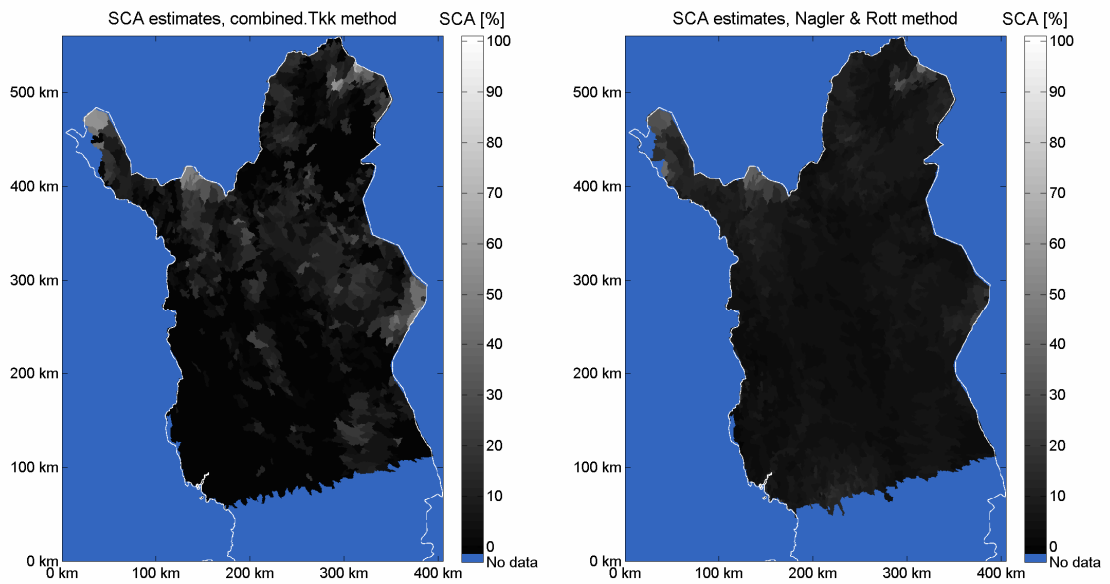 SCA estimates, combined.Tkk method
SCA [%]
100
90
80
70
60
50
40
30
20
10
0
No data
500 km
400 km
300 km
200 km
100 km
0 km
0 km 100 km 200 km 300 km 400 km
SCA estimates, Nagler & Rott method
SCA [%]
100
90
80
70
60
50
40
30
20
10
0
No data
500 km
400 km
300 km
200 km
100 km
0 km
0 km 100 km 200 km 300 km 400 km